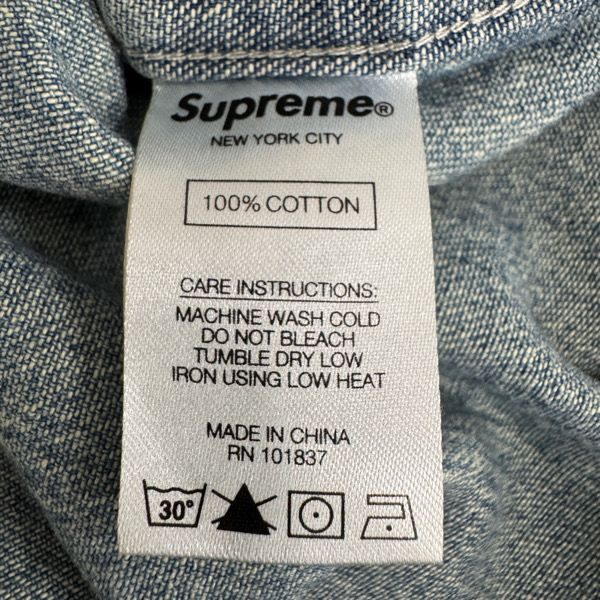 Supreme®
NEW YORK CITY
100% COTTON
CARE INSTRUCTIONS:
MACHINE WASH COLD
DO NOT BLEACH
TUMBLE DRY LOW
IRON USING LOW HEAT
MADE IN CHINA
RN 101837
30°